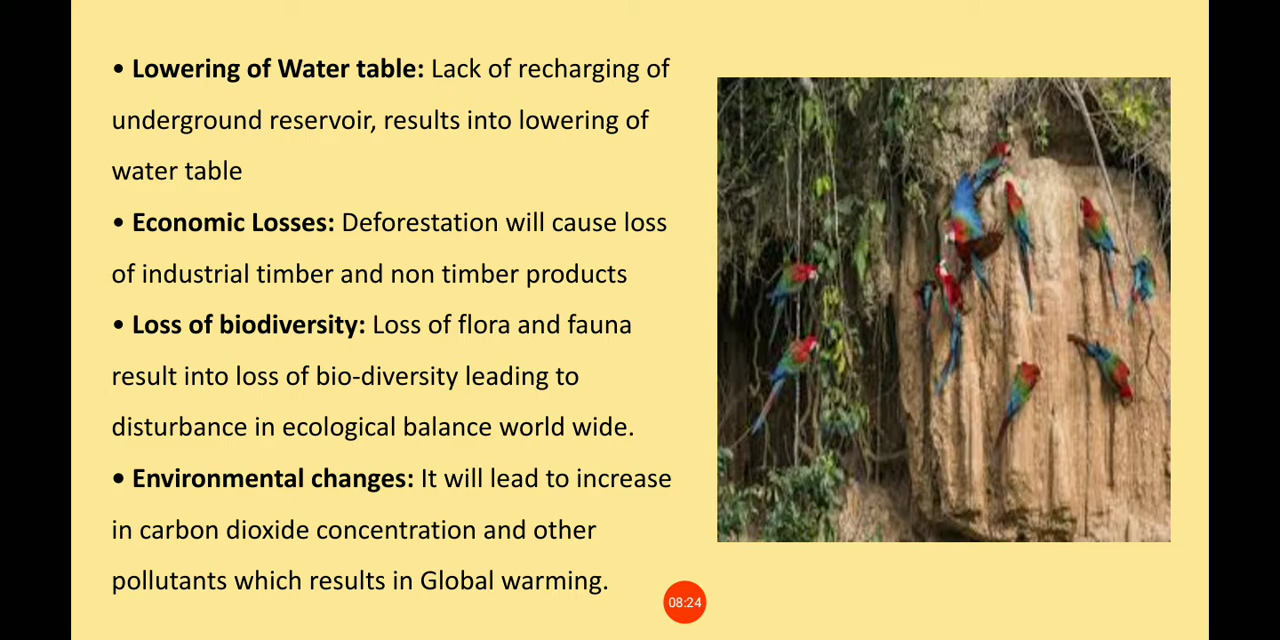 • Lowering of Water table: Lack of recharging of
underground reservoir, results into lowering of
water table
• Economic Losses: Deforestation will cause loss
of industrial timber and non timber products
• Loss of biodiversity: Loss of flora and fauna
result into loss of bio-diversity leading to
disturbance in ecological balance world wide.
• Environmental changes: It will lead to increase
in carbon dioxide concentration and other
pollutants which results in Global warming.
08:24